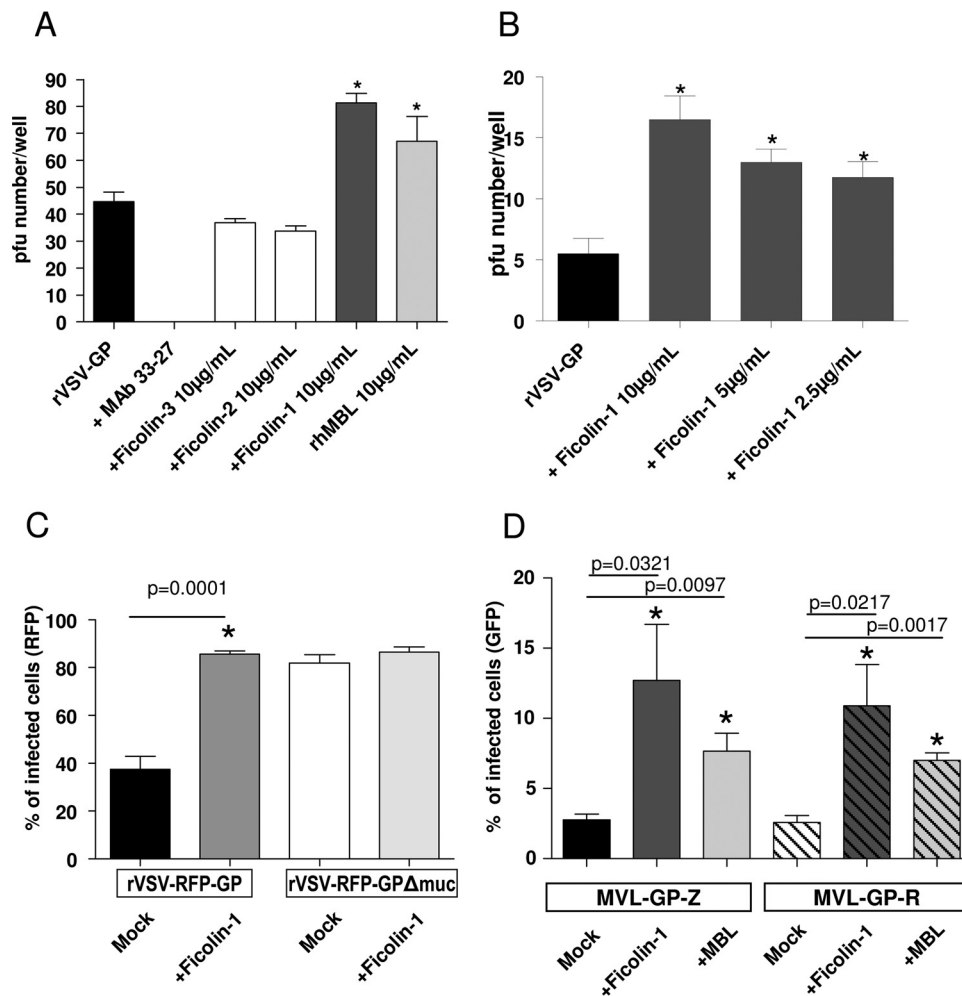 A
pfu number/well
90
80
70
60
50
40
30
20
10
0
*
*
rVSV-GP
+ MAb 33-27
+Ficolin-3 10µg/mL
+Ficolin-2 10µg/mL
+Ficolin-1 10µg/mL
rhMBL 10µg/mL
B
pfu number/well
20
15
10
5
0
*
*
*
rVSV-GP
+ Ficolin-1 10µg/mL
+ Ficolin-1 5µg/mL
+ Ficolin-1 2.5µg/mL
C
% of infected cells (RFP)
100
80
60
40
20
0
p=0.0001
*
rVSV-RFP-GP
rVSV-RFP-GPΔmuc
Mock
+Ficolin-1
Mock
+Ficolin-1
D
% of infected cells (GFP)
20
15
10
5
0
p=0.0321
p=0.0097
p=0.0217
p=0.0017
*
*
*
*
MVL-GP-Z
MVL-GP-R
Mock
+Ficolin-1
+MBL
Mock
+Ficolin-1
+MBL